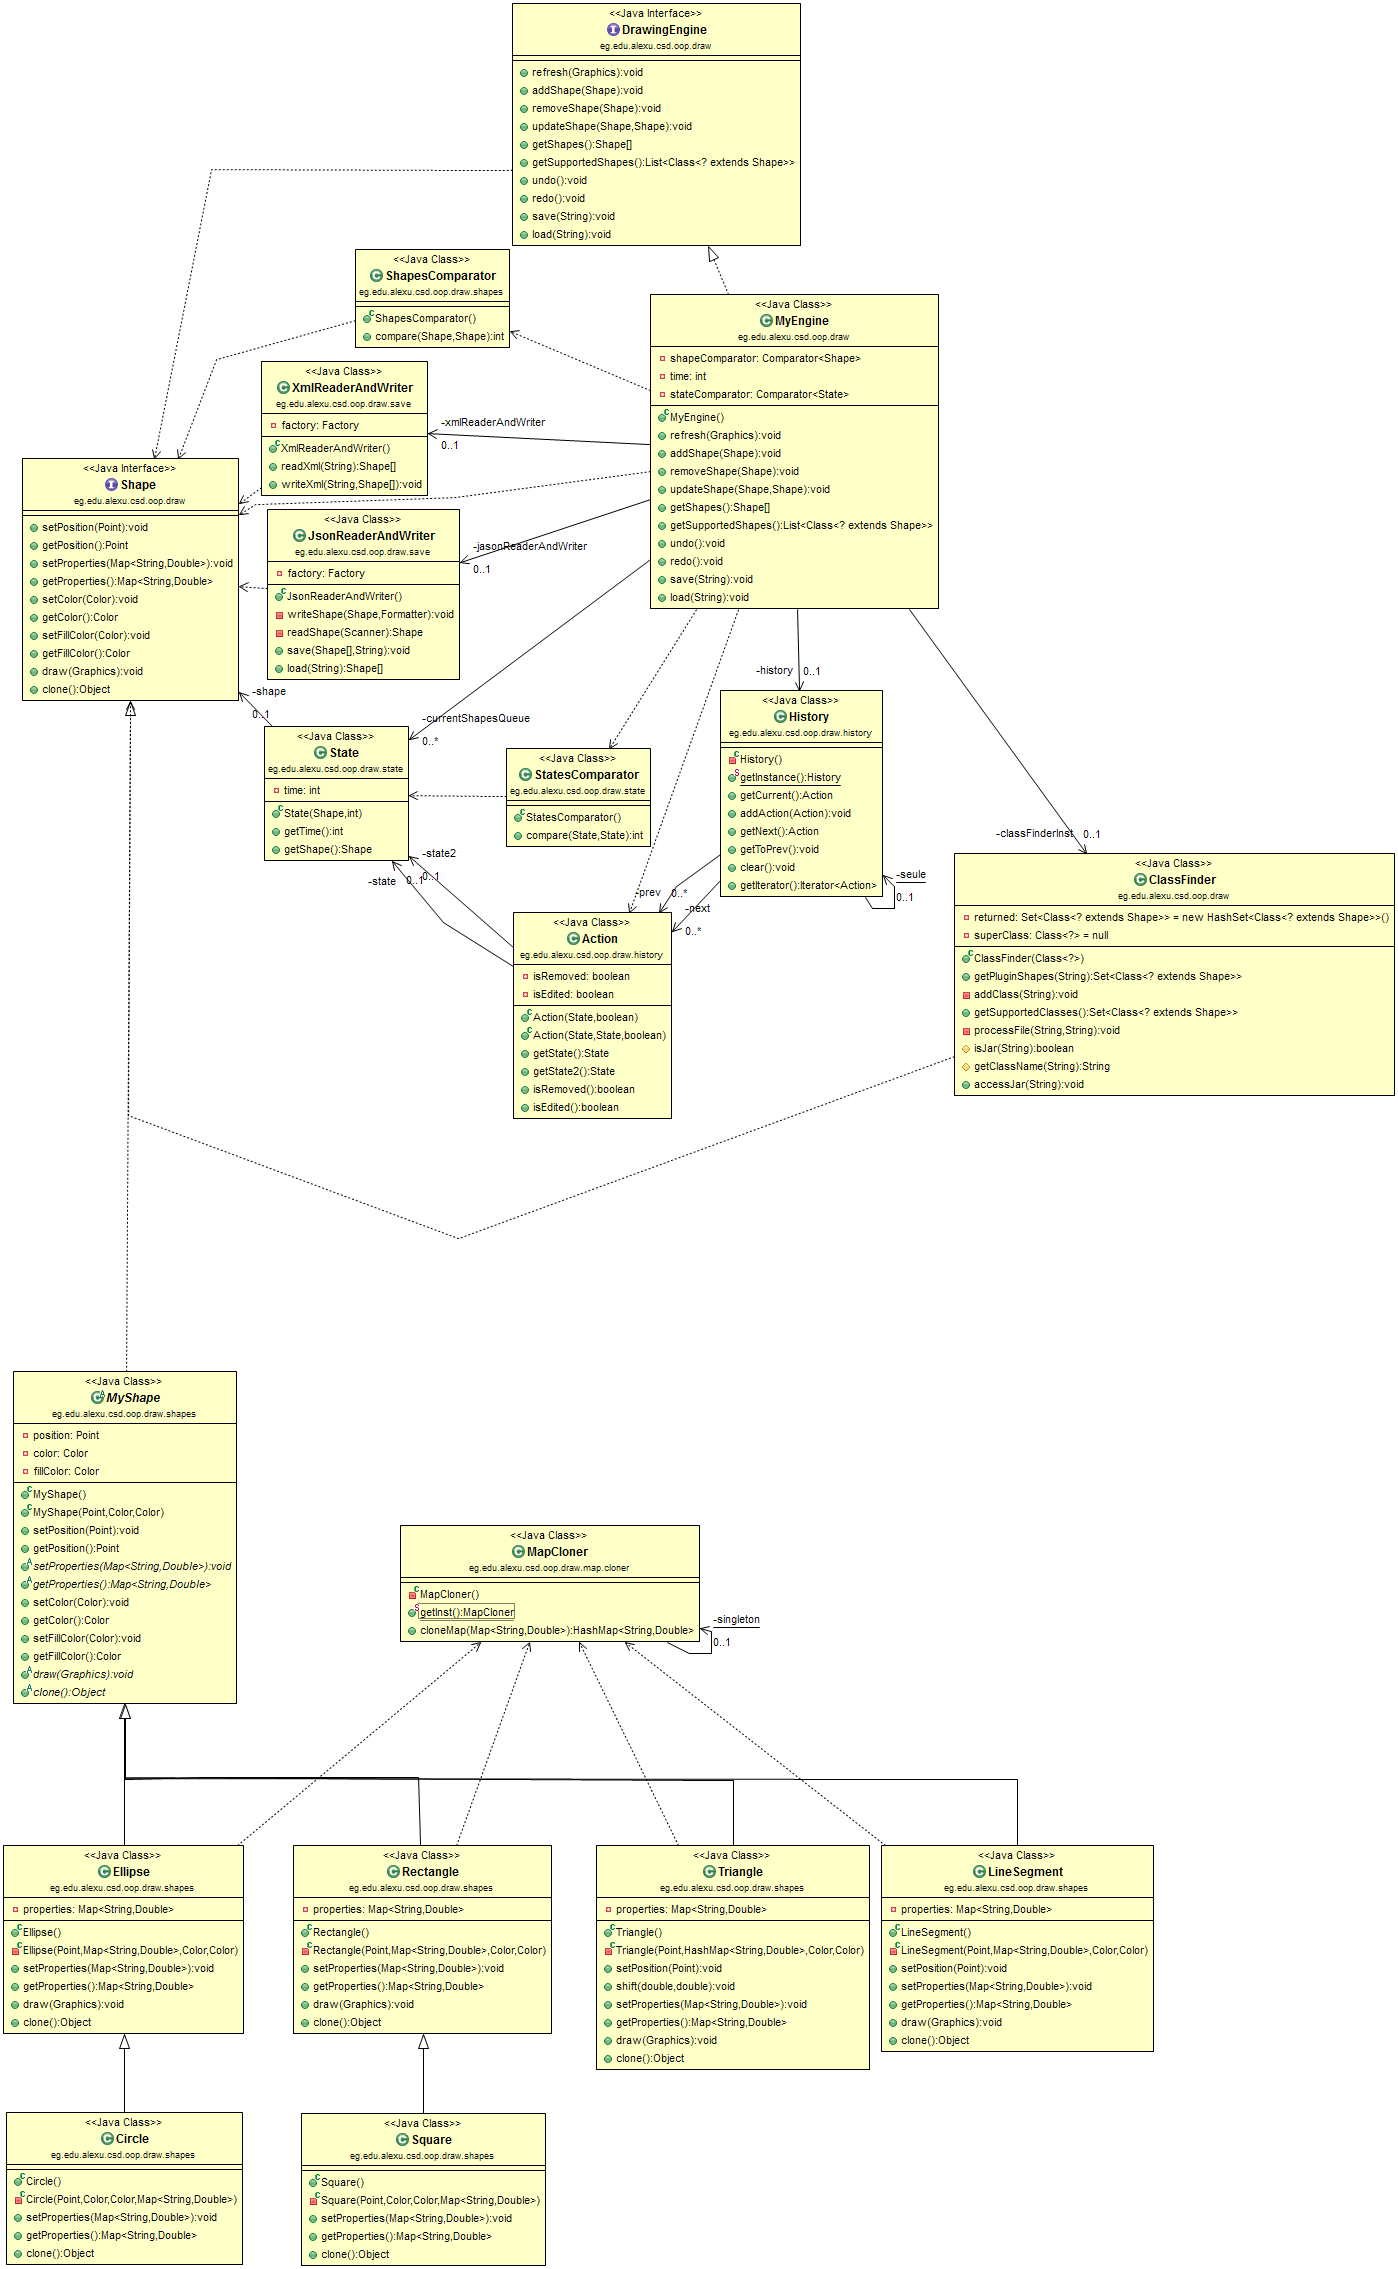 <<Java Interface>>
DrawingEngine
eg.edu.alexu.csd.oop.draw
refresh(Graphics):void
addShape(Shape):void
removeShape(Shape):void
updateShape(Shape,Shape):void
getShapes():Shape[]
getSupportedShapes():List<Class<? extends Shape>>
undo():void
redo():void
save(String):void
load(String):void
<<Java Class>>
ShapesComparator
eg.edu.alexu.csd.oop.draw.shapes
ShapesComparator()
compare(Shape,Shape):int
<<Java Class>>
MyEngine
eg.edu.alexu.csd.oop.draw
shapeComparator: Comparator<Shape>
time: int
stateComparator: Comparator<State>
MyEngine()
refresh(Graphics):void
addShape(Shape):void
removeShape(Shape):void
updateShape(Shape,Shape):void
getShapes():Shape[]
getSupportedShapes():List<Class<? extends Shape>>
undo():void
redo():void
save(String):void
load(String):void
<<Java Class>>
XmlReaderAndWriter
eg.edu.alexu.csd.oop.draw.save
factory: Factory
XmlReaderAndWriter()
readXml(String):Shape[]
writeXml(String,Shape[]):void
-xmlReaderAndWriter
0..1
<<Java Interface>>
Shape
eg.edu.alexu.csd.oop.draw
setPosition(Point):void
getPosition():Point
setProperties(Map<String,Double>):void
getProperties():Map<String,Double>
setColor(Color):void
getColor():Color
setFillColor(Color):void
getFillColor():Color
draw(Graphics):void
clone():Object
<<Java Class>>
JsonReaderAndWriter
eg.edu.alexu.csd.oop.draw.save
factory: Factory
JsonReaderAndWriter()
writeShape(Shape,Formatter):void
readShape(Scanner):Shape
save(Shape[],String):void
load(String):Shape[]
-jasonReaderAndWriter
0..1
-shape
0..1
-currentShapesQueue
0..*
-history
0..1
<<Java Class>>
State
eg.edu.alexu.csd.oop.draw.state
time: int
State(Shape,int)
getTime():int
getShape():Shape
<<Java Class>>
StatesComparator
eg.edu.alexu.csd.oop.draw.state
StatesComparator()
compare(State,State):int
<<Java Class>>
History
eg.edu.alexu.csd.oop.draw.history
History()
getInstance():History
getCurrent():Action
addAction(Action):void
getNext():Action
getToPrev():void
clear():void
getIterator():Iterator<Action>
-seule
0..1
-classFinderInst
0..1
-state2
0..1
-state
0..1
-prev
0..*
-next
0..*
<<Java Class>>
ClassFinder
eg.edu.alexu.csd.oop.draw
returned: Set<Class<? extends Shape>> = new HashSet<Class<? extends Shape>>()
superClass: Class<?> = null
ClassFinder(Class<?>)
getPluginShapes(String):Set<Class<? extends Shape>>
addClass(String):void
getSupportedClasses():Set<Class<? extends Shape>>
processFile(String,String):void
isJar(String):boolean
getClassName(String):String
accessJar(String):void
<<Java Class>>
Action
eg.edu.alexu.csd.oop.draw.history
isRemoved: boolean
isEdited: boolean
Action(State,boolean)
Action(State,State,boolean)
getState():State
getState2():State
isRemoved():boolean
isEdited():boolean
<<Java Class>>
MyShape
eg.edu.alexu.csd.oop.draw.shapes
position: Point
color: Color
fillColor: Color
MyShape()
MyShape(Point,Color,Color)
setPosition(Point):void
getPosition():Point
setProperties(Map<String,Double>):void
getProperties():Map<String,Double>
setColor(Color):void
getColor():Color
setFillColor(Color):void
getFillColor():Color
draw(Graphics):void
clone():Object
<<Java Class>>
MapCloner
eg.edu.alexu.csd.oop.draw.map.cloner
MapCloner()
getInst():MapCloner
cloneMap(Map<String,Double>):HashMap<String,Double>
-singleton
0..1
<<Java Class>>
Ellipse
eg.edu.alexu.csd.oop.draw.shapes
properties: Map<String,Double>
Ellipse()
Ellipse(Point,Map<String,Double>,Color,Color)
setProperties(Map<String,Double>):void
getProperties():Map<String,Double>
draw(Graphics):void
clone():Object
<<Java Class>>
Rectangle
eg.edu.alexu.csd.oop.draw.shapes
properties: Map<String,Double>
Rectangle()
Rectangle(Point,Map<String,Double>,Color,Color)
setProperties(Map<String,Double>):void
getProperties():Map<String,Double>
draw(Graphics):void
clone():Object
<<Java Class>>
Triangle
eg.edu.alexu.csd.oop.draw.shapes
properties: Map<String,Double>
Triangle()
Triangle(Point,HashMap<String,Double>,Color,Color)
setPosition(Point):void
shift(double,double):void
setProperties(Map<String,Double>):void
getProperties():Map<String,Double>
draw(Graphics):void
clone():Object
<<Java Class>>
LineSegment
eg.edu.alexu.csd.oop.draw.shapes
properties: Map<String,Double>
LineSegment()
LineSegment(Point,Map<String,Double>,Color,Color)
setPosition(Point):void
setProperties(Map<String,Double>):void
getProperties():Map<String,Double>
draw(Graphics):void
clone():Object
<<Java Class>>
Circle
eg.edu.alexu.csd.oop.draw.shapes
Circle()
Circle(Point,Color,Color,Map<String,Double>)
setProperties(Map<String,Double>):void
getProperties():Map<String,Double>
clone():Object
<<Java Class>>
Square
eg.edu.alexu.csd.oop.draw.shapes
Square()
Square(Point,Color,Color,Map<String,Double>)
setProperties(Map<String,Double>):void
getProperties():Map<String,Double>
clone():Object